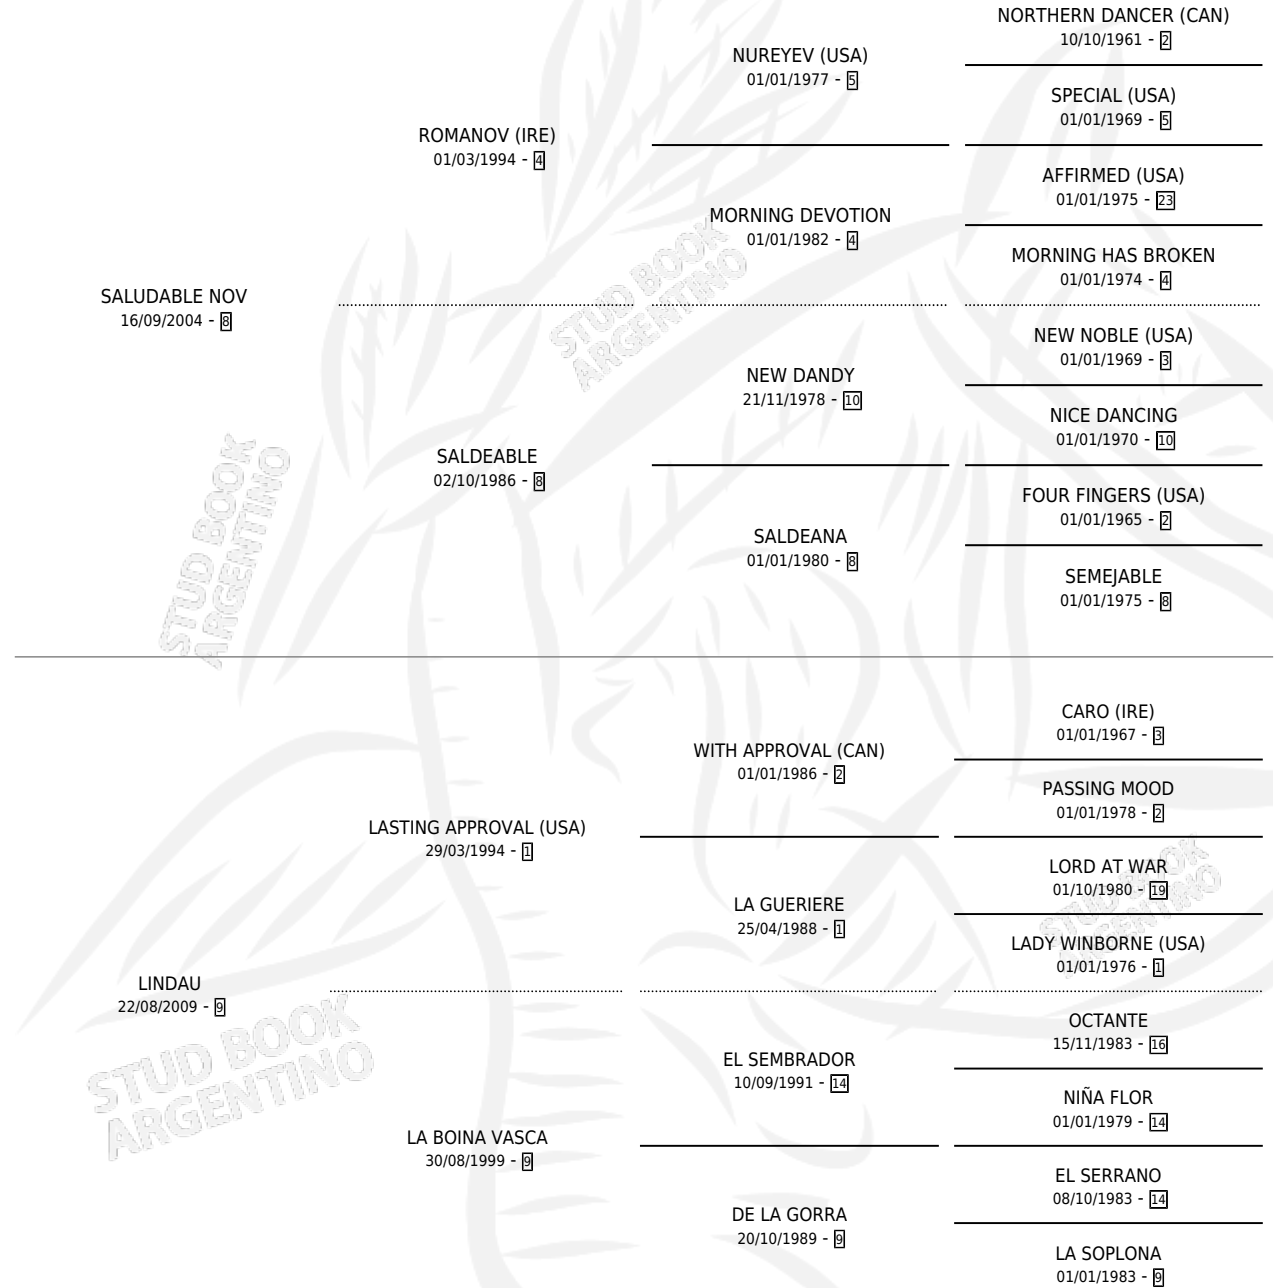 NORTHERN DANCER (CAN)
10/10/1961 - 2
NUREYEV (USA)
01/01/1977 - 5
SPECIAL (USA)
01/01/1969 - 5
ROMANOV (IRE)
01/03/1994 - 4
AFFIRMED (USA)
01/01/1975 - 23
MORNING DEVOTION
01/01/1982 - 4
MORNING HAS BROKEN
01/01/1974 - 4
SALUDABLE NOV
16/09/2004 - 8
STUD BOOK
ARGENTINO
NEW NOBLE (USA)
01/01/1969 - 3
NEW DANDY
21/11/1978 - 10
NICE DANCING
01/01/1970 - 10
SALDEABLE
02/10/1986 - 8
FOUR FINGERS (USA)
01/01/1965 - 2
SALDEANA
01/01/1980 - 8
SEMEJABLE
01/01/1975 - 8
STUD BOOK
ARGENTINO
CARO (IRE)
01/01/1967 - 3
WITH APPROVAL (CAN)
01/01/1986 - 2
PASSING MOOD
01/01/1978 - 2
LASTING APPROVAL (USA)
29/03/1994 - 1
LORD AT WAR
01/10/1980 - 19
LA GUERIERE
25/04/1988 - 1
LADY WINBORNE (USA)
01/01/1976 - 1
STUD BOOK
ARGENTINO
LINDAU
22/08/2009 - 9
OCTANTE
15/11/1983 - 16
EL SEMBRADOR
10/09/1991 - 14
NIÑA FLOR
01/01/1979 - 14
STUD BOOK
ARGENTINO
LA BOINA VASCA
30/08/1999 - 9
EL SERRANO
08/10/1983 - 14
DE LA GORRA
20/10/1989 - 9
LA SOPLONA
01/01/1983 - 9